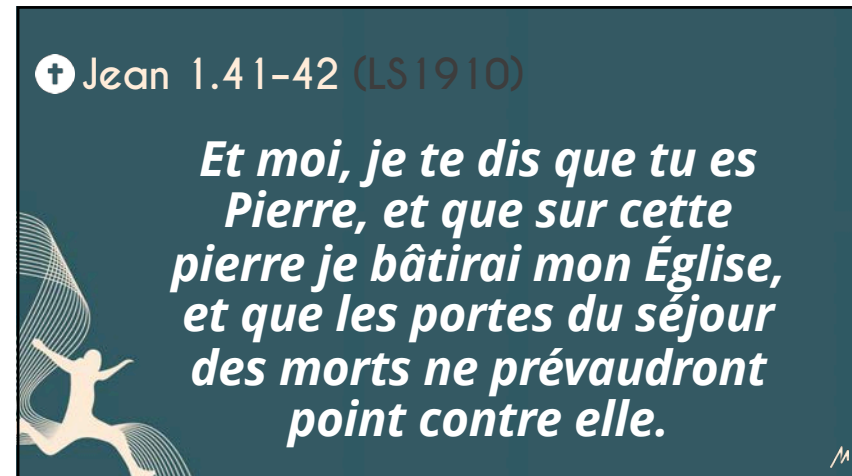 Jean 1.41-42 (LS1910)
Et moi, je te dis que tu es
Pierre, et que sur cette
pierre je bâtirai mon Église,
et que les portes du séjour
des morts ne prévaudront
point contre elle.